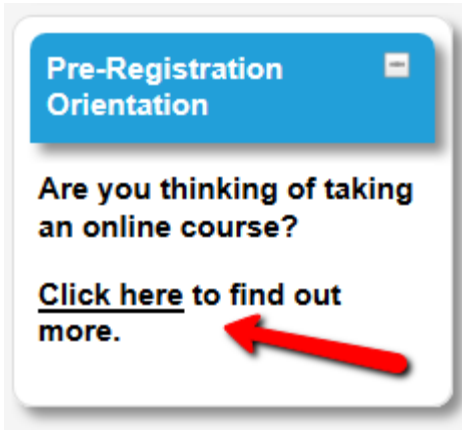 Pre-Registration
Orientation
Are you thinking of taking
an online course?
Click here to find out
more.